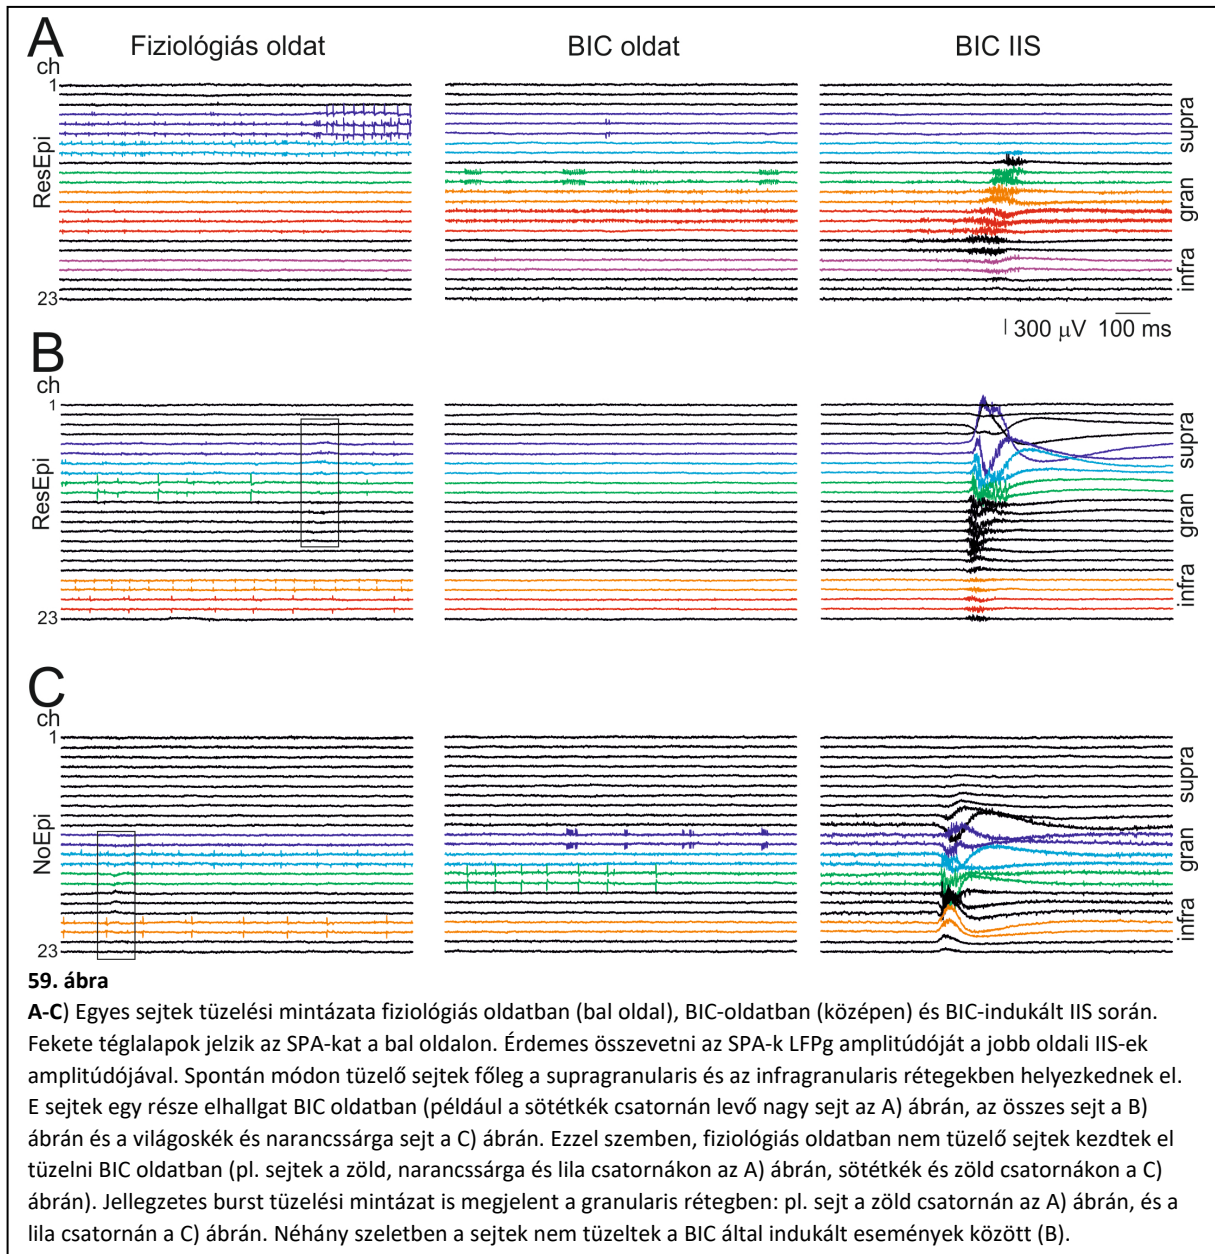 A
Fiziológiás oldat
BIC oldat
BIC IIS
ch
1
ResEpi
23
supra
gran
infra
300 µV 100 ms
B
ch
1
ResEpi
23
supra
gran
infra
C
ch
1
NoEpi
23
supra
gran
infra
59. ábra
A-C) Egyes sejtek tüzelési mintázata fiziológiás oldatban (bal oldal), BIC-oldatban (középen) és BIC-indukált IIS során.
Fekete téglalapok jelzik az SPA-kat a bal oldalon. Érdemes összevetni az SPA-k LFPg amplitúdóját a jobb oldali IIS-ek
amplitúdójával. Spontán módon tüzelő sejtek főleg a supragranularis és az infragranularis rétegekben helyezkednek el.
E sejtek egy része elhallgat BIC oldatban (például a sötétkék csatornán levő nagy sejt az A) ábrán, az összes sejt a B)
ábrán és a világoskék és narancssárga sejt a C) ábrán. Ezzel szemben, fiziológiás oldatban nem tüzelő sejtek kezdtek el
tüzelni BIC oldatban (pl. sejtek a zöld, narancssárga és lila csatornákon az A) ábrán, sötétkék és zöld csatornákon a C)
ábrán). Jellegzetes burst tüzelési mintázat is megjelent a granularis rétegben: pl. sejt a zöld csatornán az A) ábrán, és a
lila csatornán a C) ábrán. Néhány szeletben a sejtek nem tüzeltek a BIC által indukált események között (B).